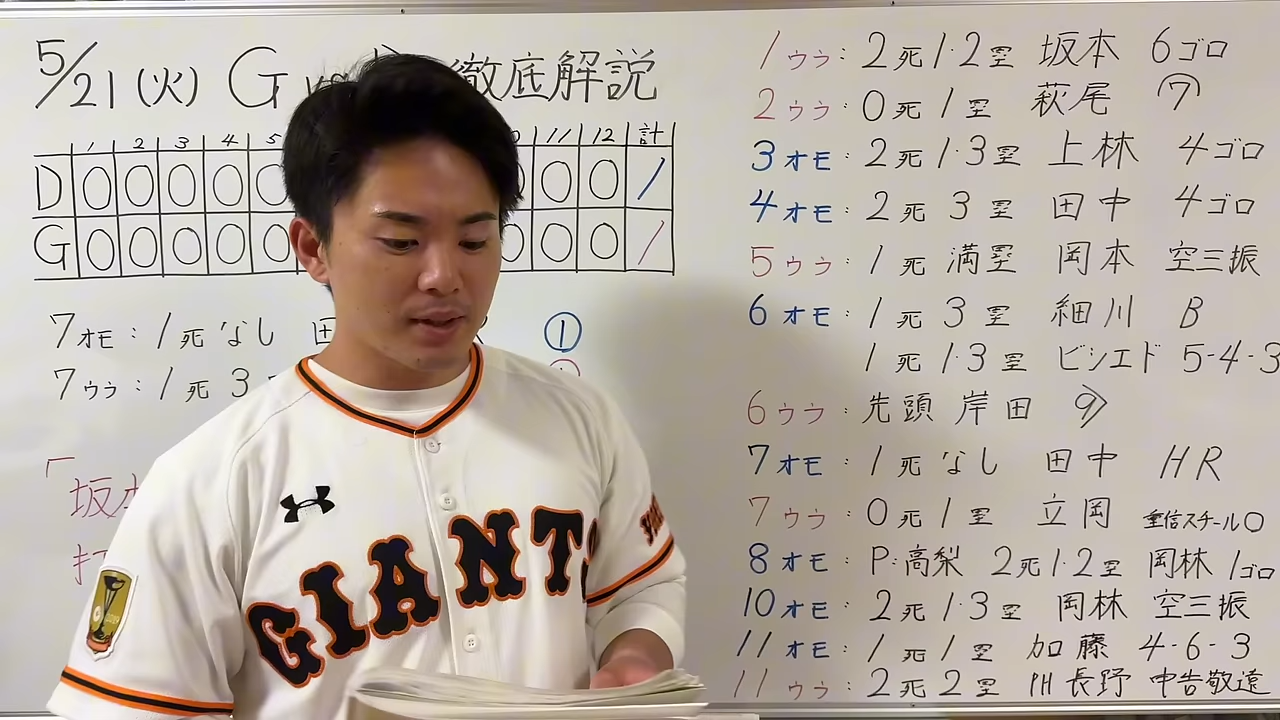 5/21(火) G vs 徹底解説
1 2 3 4 5 11 12 計
D 0 0 0 0 0 0 0 1
G 0 0 0 0 0 0 0 1
7オモ:1死なし 田 ①
7ウラ:1死3
「坂本
打
1ウラ:2死1・2塁 坂本 6ゴロ
2ウラ:0死1塁 萩尾 7
3オモ:2死1・3塁 上林 4ゴロ
4オモ:2死3塁 田中 4ゴロ
5ウラ:1死満塁 岡本 空三振
6オモ:1死3塁 細川 B
1死1・3塁 ビシエド 5-4-3
6ウラ:先頭 岸田 9
7オモ:1死なし 田中 HR
7ウラ:0死1塁 立岡 スチール○
8オモ:P:高梨 2死1・2塁 岡林 1ゴロ
10オモ:2死1・3塁 岡林 空三振
11オモ:1死1塁 加藤 4-6-3
11ウラ:2死2塁 PH長野 申告敬遠
GIANTS